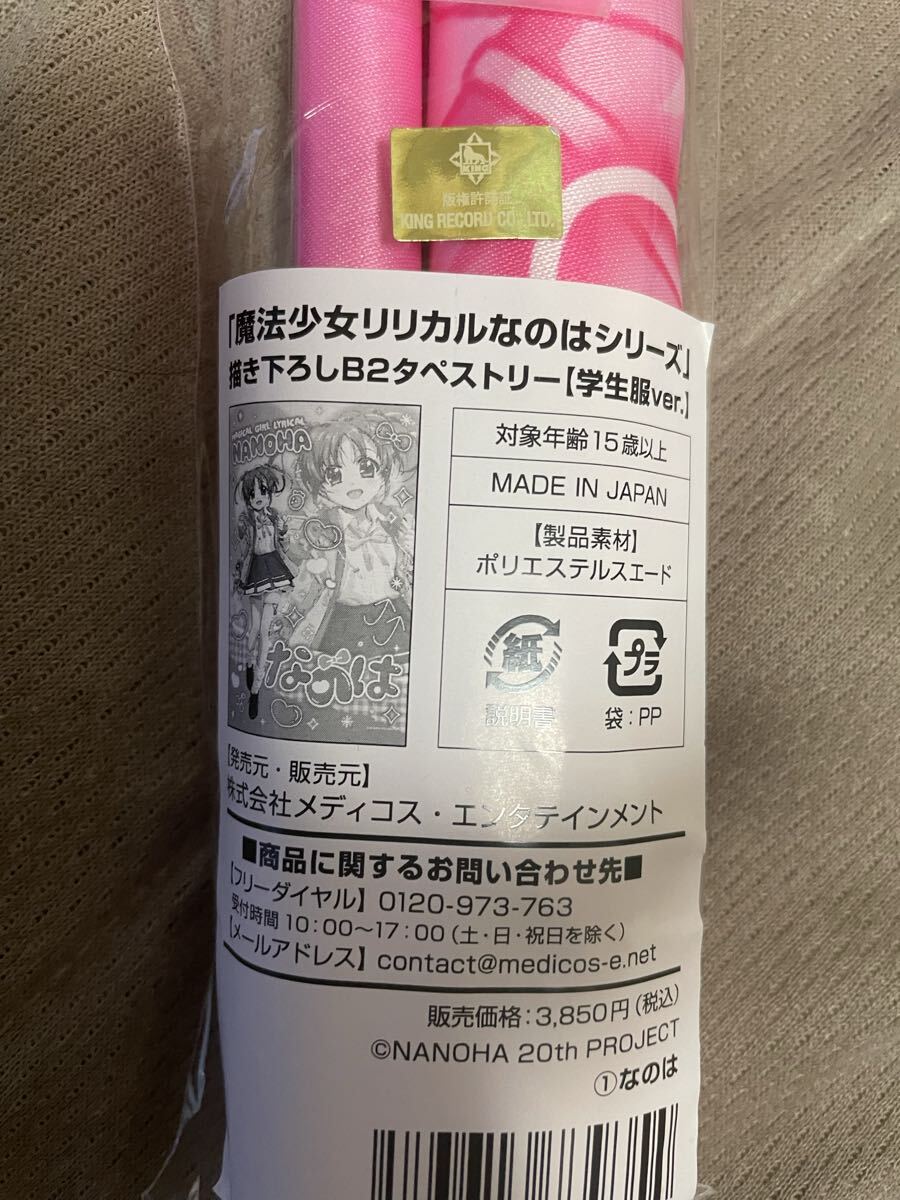 KING
版権許諾証
KING RECORD CO., LTD.
「魔法少女リリカルなのはシリーズ」
描き下ろしB2タペストリー【学生服ver.】
MAGICAL GIRL LYRICAL
NANOHA
なのは
対象年齢15歳以上
MADE IN JAPAN
【製品素材】
ポリエステルスエード
紙
説明書
プラ
袋：PP
【発売元・販売元】
株式会社メディコス・エンタテインメント
■商品に関するお問い合わせ先■
【フリーダイヤル】0120-973-763
受付時間 10：00～17：00（土・日・祝日を除く）
【メールアドレス】contact@medicos-e.net
販売価格：3,850円（税込）
©NANOHA 20th PROJECT
①なのは